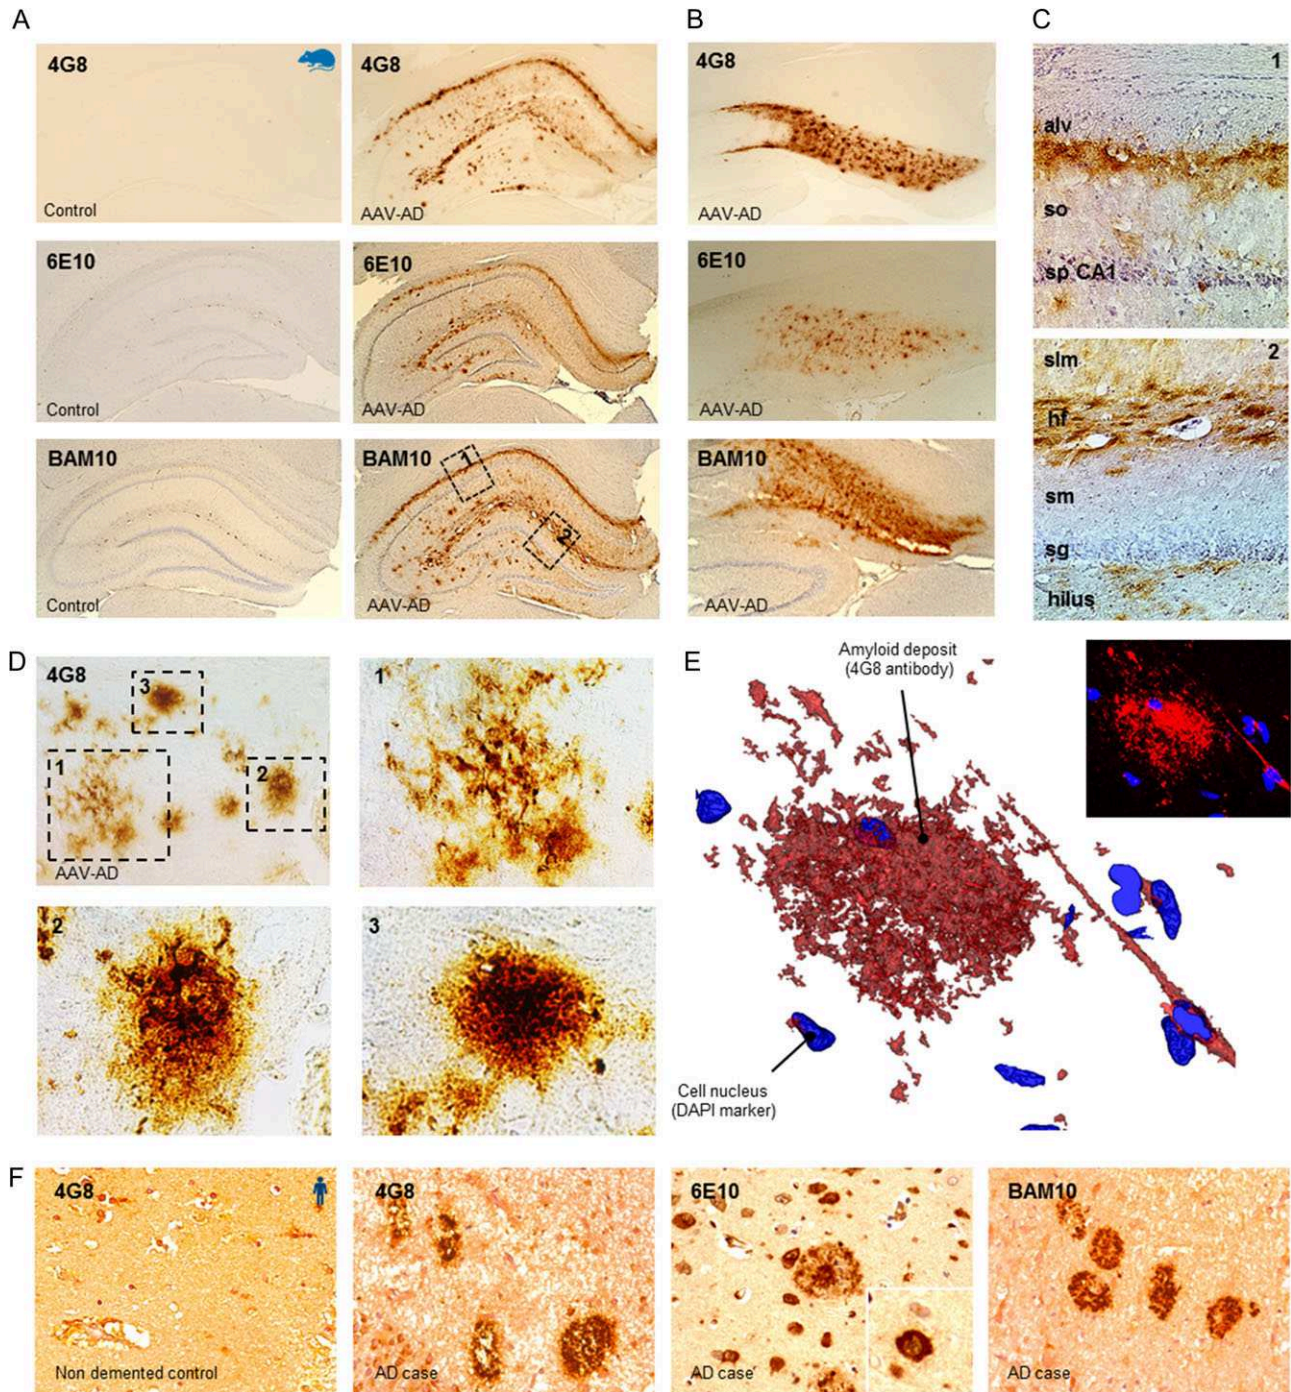 A
B
C
4G8
Control
4G8
AAV-AD
4G8
AAV-AD
1
alv
so
sp CA1
6E10
Control
6E10
AAV-AD
6E10
AAV-AD
2
slm
hf
sm
sg
hilus
BAM10
Control
BAM10
1
2
AAV-AD
BAM10
AAV-AD
D
4G8
3
1
2
AAV-AD
1
2
3
E
Amyloid deposit
(4G8 antibody)
Cell nucleus
(DAPI marker)
F
4G8
Non demented control
4G8
AD case
6E10
AD case
BAM10
AD case